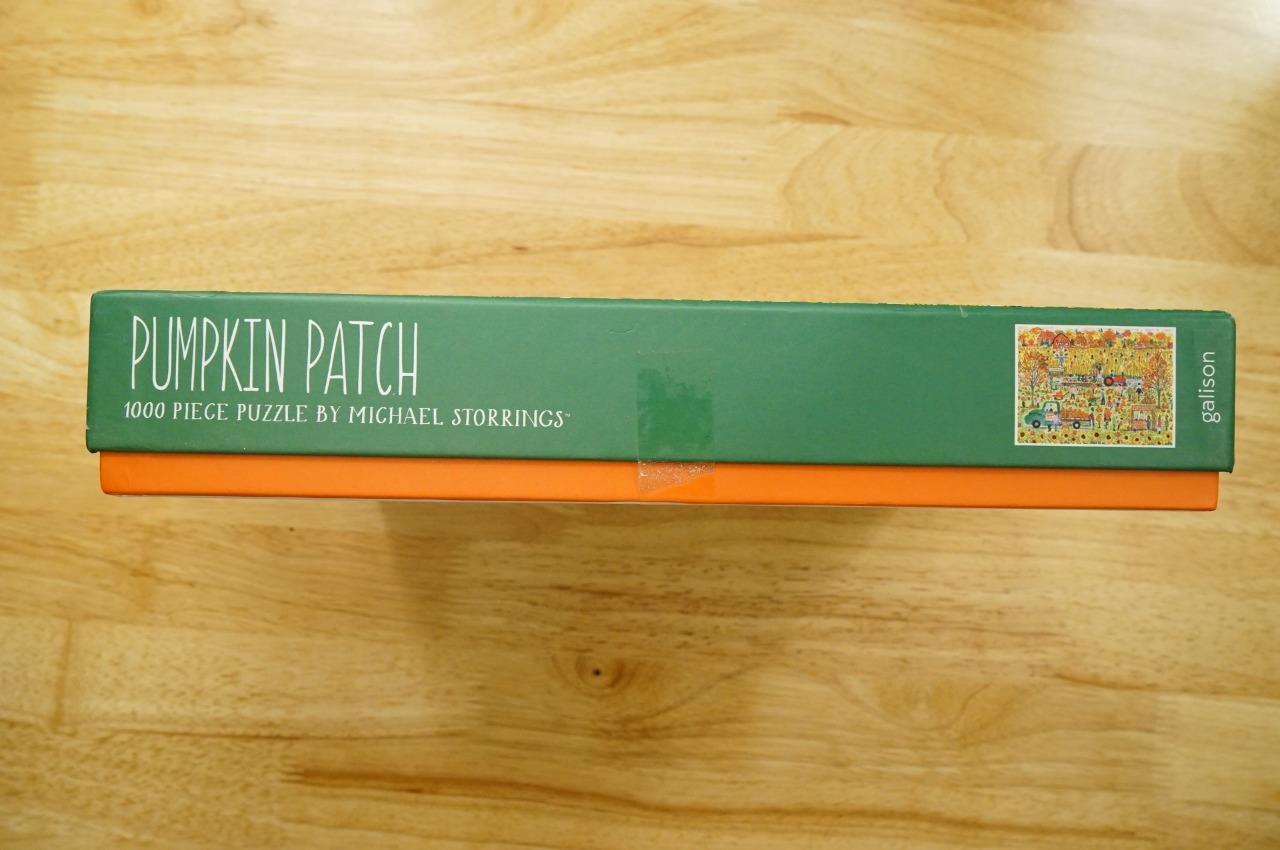 PUMPKIN PATCH
1000 PIECE PUZZLE BY MICHAEL STORRINGS™
galison